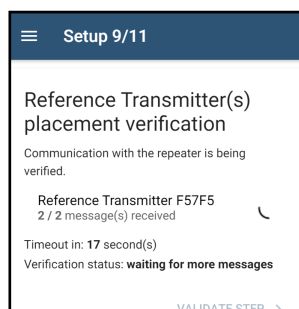 Setup 9/11
Reference Transmitter(s)
placement verification
Communication with the repeater is being
verified.
Reference Transmitter F57F5
2 / 2 message(s) received
Timeout in: 17 second(s)
Verification status: waiting for more messages
VALIDATE STEP